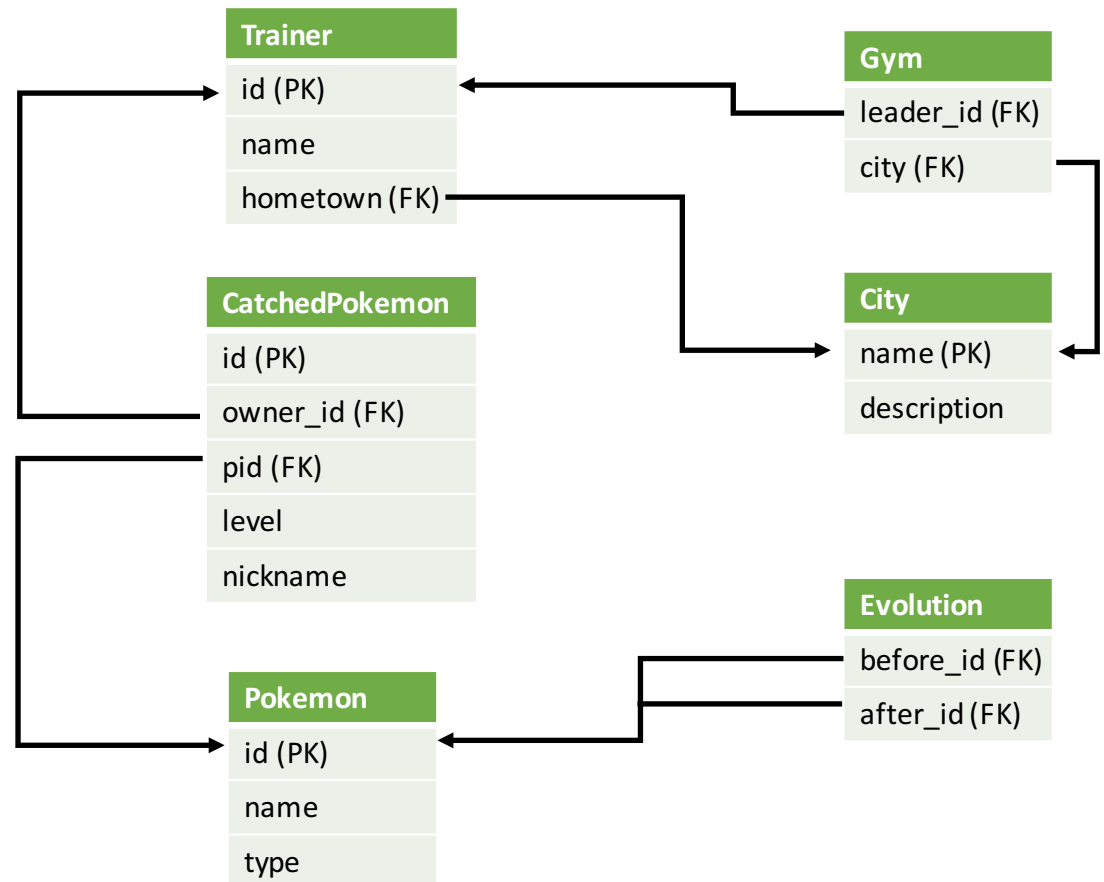 Trainer
id (PK)
name
hometown (FK)
Gym
leader_id (FK)
city (FK)
CatchedPokemon
id (PK)
owner_id (FK)
pid (FK)
level
nickname
City
name (PK)
description
Pokemon
id (PK)
name
type
Evolution
before_id (FK)
after_id (FK)